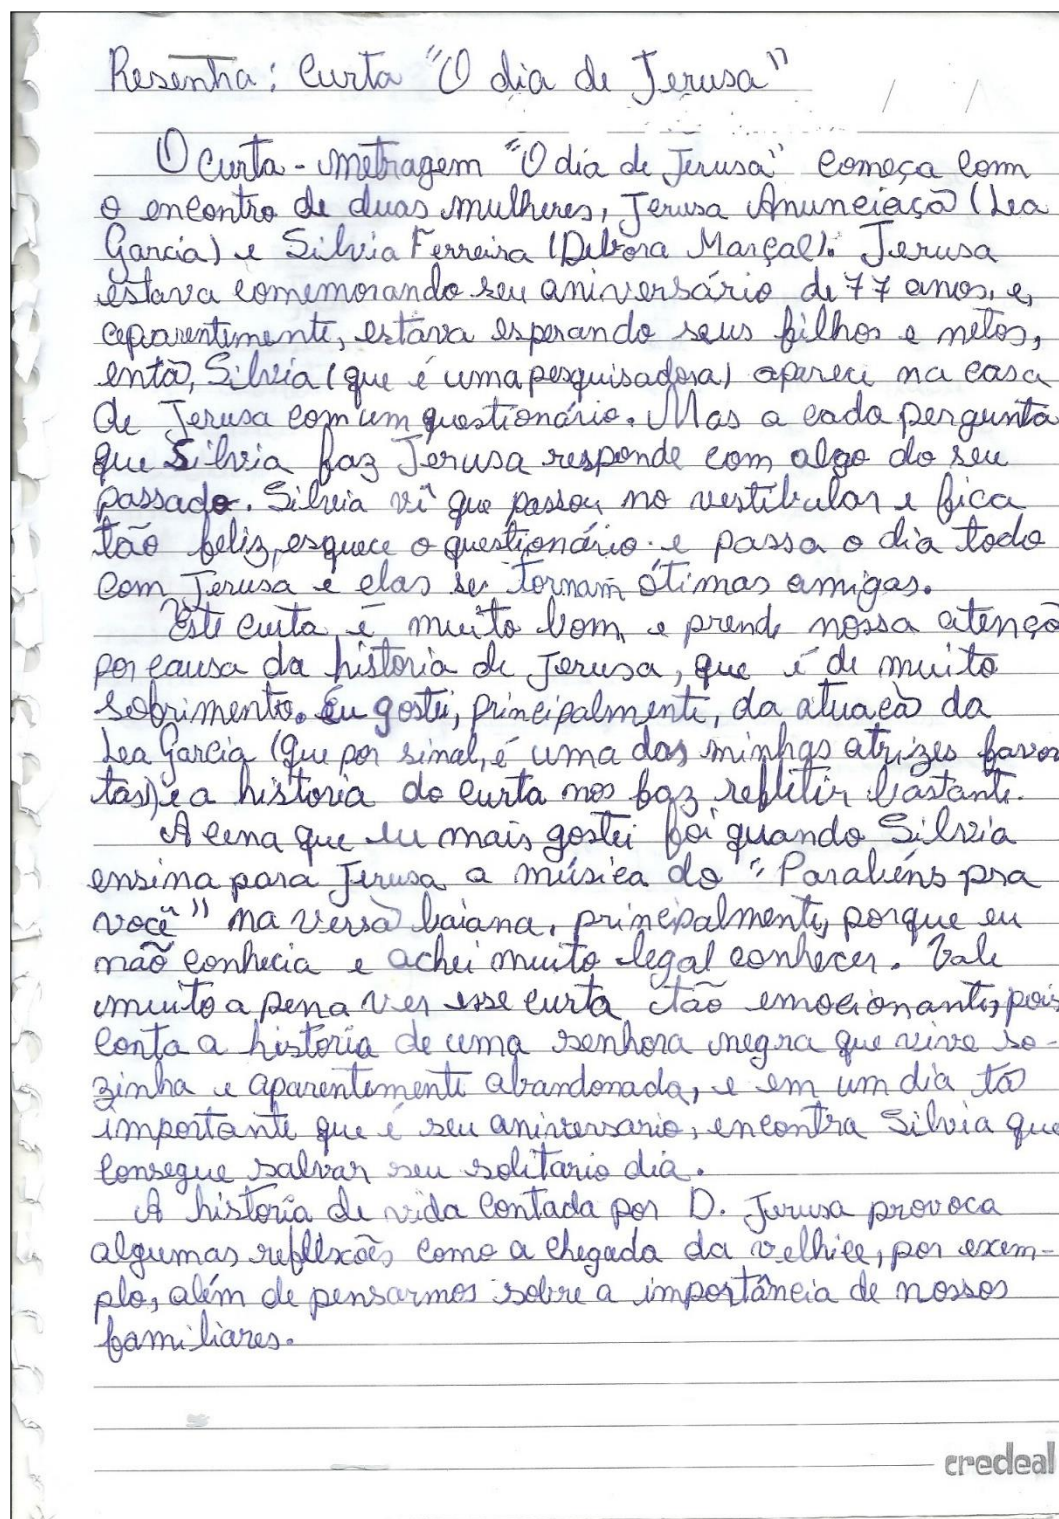 Resenha: Curta "O dia de Jerusa"
O curta-metragem "O dia de Jerusa" começa com
o encontro de duas mulheres, Jerusa Anunciação (Lea
Garcia) e Silvia Ferreira (Debora Marçal). Jerusa
estava comemorando seu aniversário de 77 anos, e,
aparentemente, estava esperando seus filhos e netos,
então, Silvia (que é uma pesquisadora) aparece na casa
de Jerusa com um questionário. Mas a cada pergunta
que Silvia faz Jerusa responde com algo do seu
passado. Silvia vê que passou no vestibular e fica
tão feliz, esquece o questionário e passa o dia todo
com Jerusa e elas se tornam ótimas amigas.
Este curta é muito bom e prende nossa atenção
por causa da historia de Jerusa, que é de muito
sofrimento. Eu gostei, principalmente, da atuação da
Lea Garcia (que por sinal, é uma das minhas atrizes favori
tas) e a historia do curta nos faz refletir bastante.
A cena que eu mais gostei foi quando Silvia
ensina para Jerusa a música do "Parabéns pra
você" na versão baiana, principalmente, porque eu
não conhecia e achei muito legal conhecer. Vale
muito a pena ver esse curta tão emocionante, pois
conta a história de uma senhora negra que vive so-
zinha e aparentemente abandonada, e em um dia tão
importante que é seu aniversario, encontra Silvia que
consegue salvar seu solitario dia.
A história de vida contada por D. Jerusa provoca
algumas reflexões como a chegada da velhice, por exem-
plo, além de pensarmos sobre a importância de nossos
familiares.
credeal